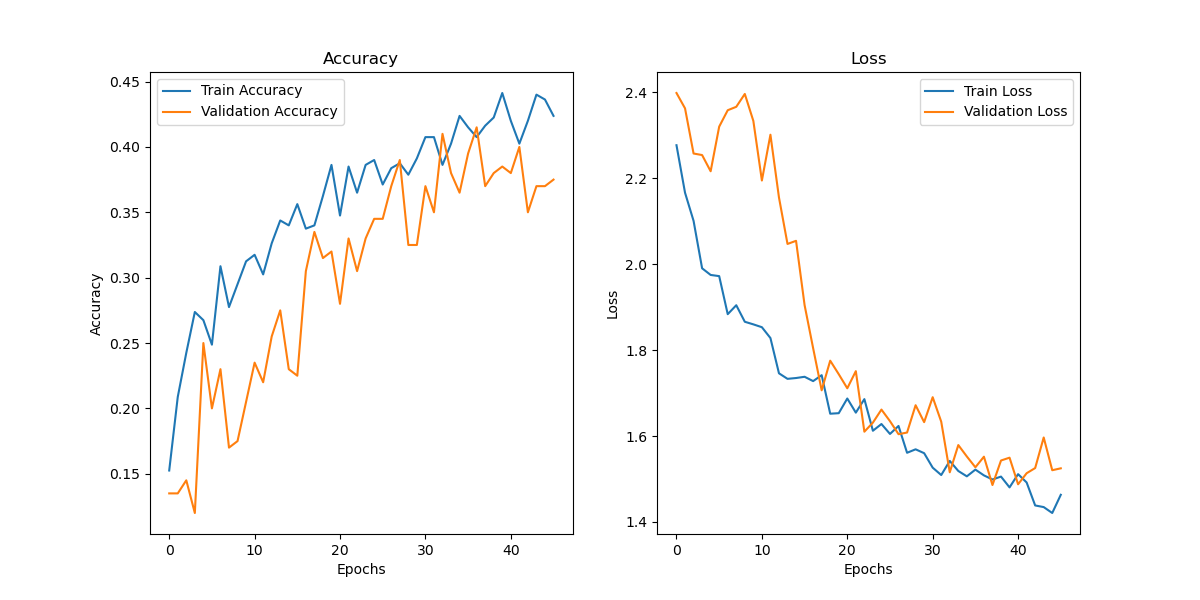 Accuracy
Train Accuracy
Validation Accuracy
0.45
0.40
0.35
0.30
0.25
0.20
0.15
Accuracy
0 10 20 30 40
Epochs
Loss
Train Loss
Validation Loss
2.4
2.2
2.0
1.8
1.6
1.4
Loss
0 10 20 30 40
Epochs